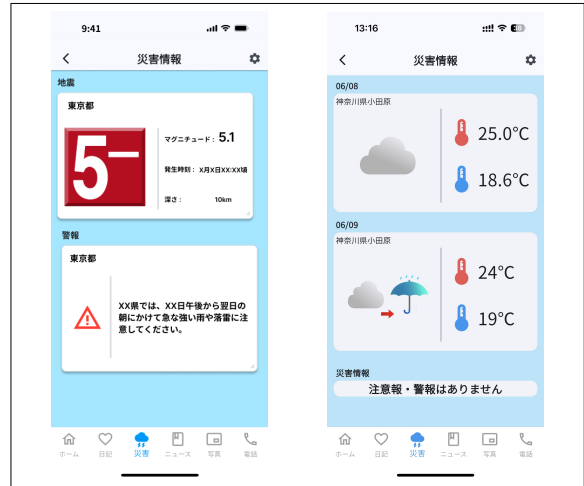 9:41
災害情報
地震
東京都
5-
マグニチュード：5.1
発生時刻：X月X日XX:XX頃
深さ：10km
警報
東京都
XX県では、XX日午後から翌日の
朝にかけて急な強い雨や落雷に注
意してください。
ホーム 日記 災害 ニュース 写真 電話
13:16
災害情報
06/08
神奈川県小田原
25.0°C
18.6°C
06/09
神奈川県小田原
24°C
19°C
災害情報
注意報・警報はありません
ホーム 日記 災害 ニュース 写真 電話